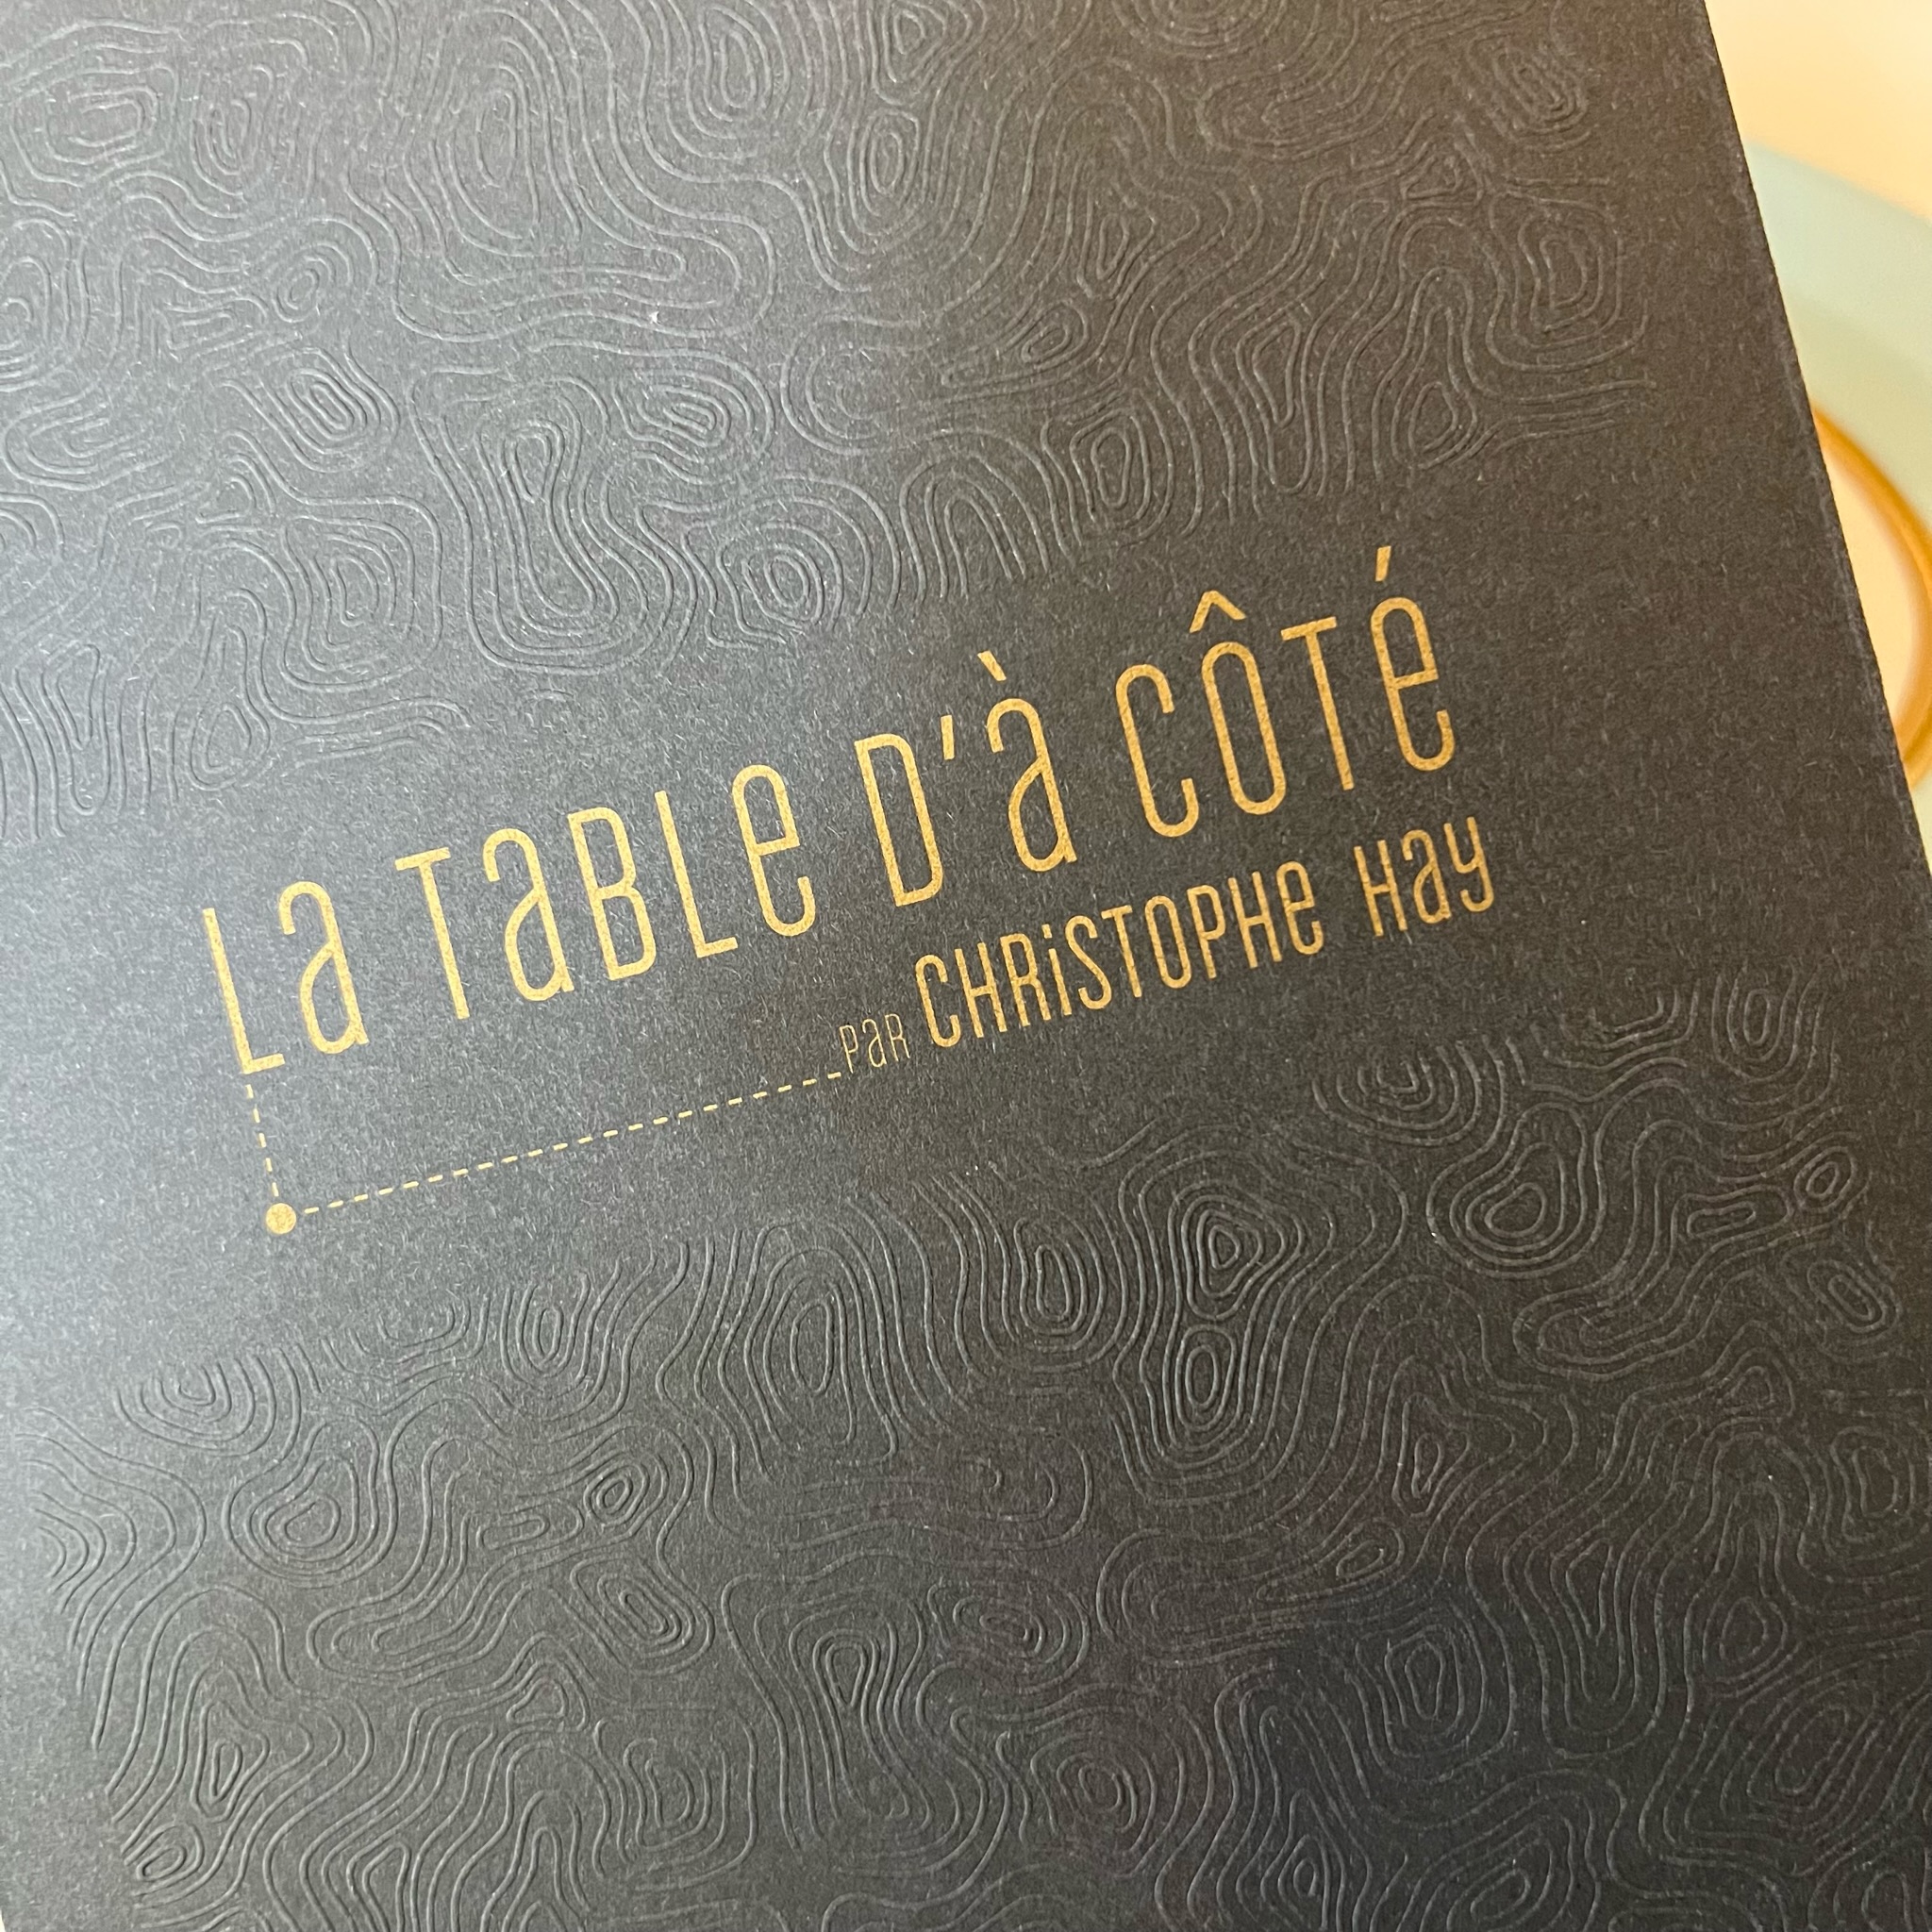 La TaBLe D'à CÔTÉ
PaR CHRiSTOPHe Hay